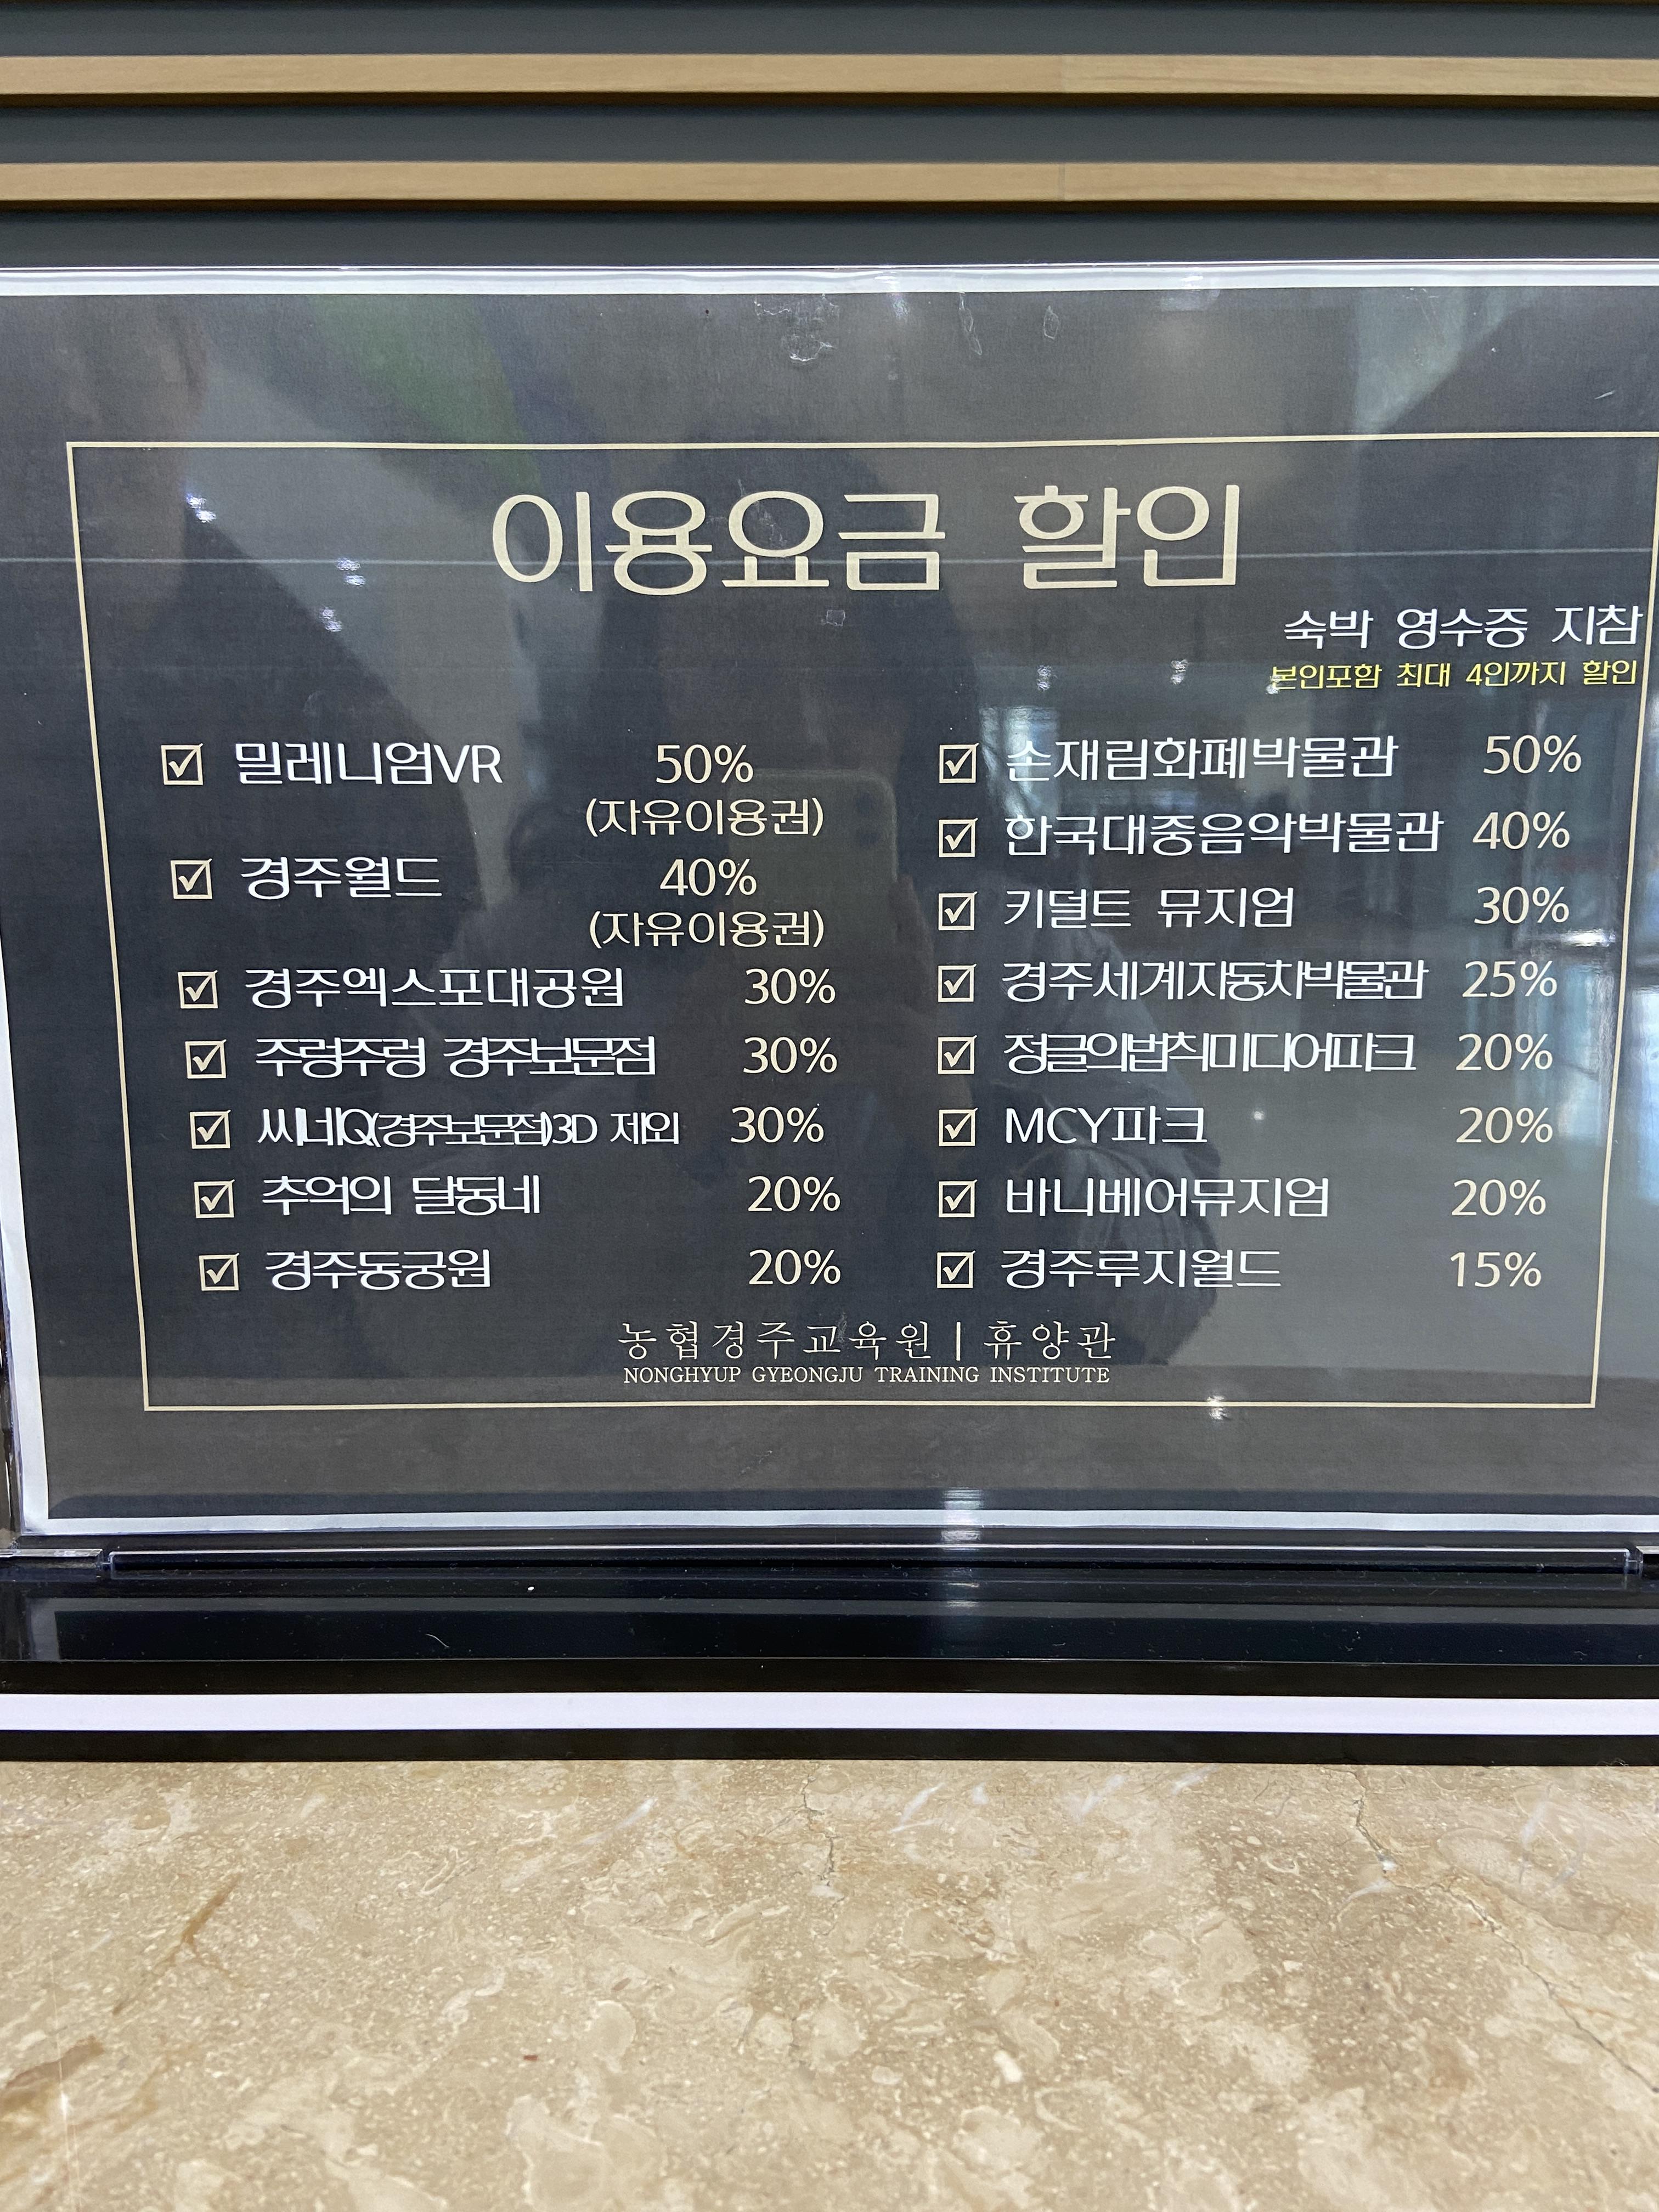 이용요금 할인
숙박 영수증 지참
본인포함 최대 4인까지 할인
밀레니엄VR 50%
(자유이용권)
경주월드 40%
(자유이용권)
경주엑스포대공원 30%
주렁주렁 경주보문점 30%
씨네Q(경주보문점)3D 제외 30%
추억의 달동네 20%
경주동궁원 20%
손재림화폐박물관 50%
한국대중음악박물관 40%
키덜트 뮤지엄 30%
경주세계자동차박물관 25%
정글의법칙미디어파크 20%
MCY파크 20%
바니베어뮤지엄 20%
경주루지월드 15%
농협경주교육원 | 휴양관
NONGHYUP GYEONGJU TRAINING INSTITUTE